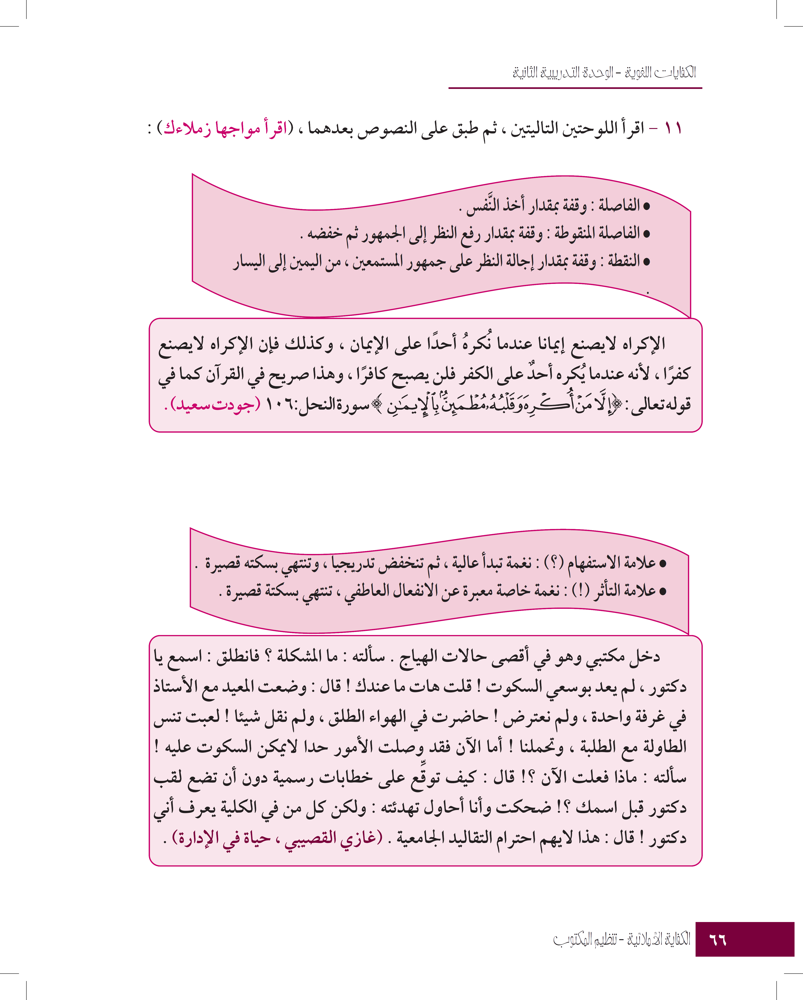 الكفايات اللغوية - الوحدة التدريبية الثانية
١١ - اقرأ اللوحتين التاليتين ، ثم طبق على النصوص بعدهما ، (اقرأ مواجها زملاءك) :
● الفاصلة : وقفة بمقدار أخذ النَّفس .
● الفاصلة المنقوطة : وقفة بمقدار رفع النظر إلى الجمهور ثم خفضه .
● النقطة : وقفة بمقدار إجالة النظر على جمهور المستمعين ، من اليمين إلى اليسار
.
الإكراه لايصنع إيمانا عندما نُكرهُ أحدًا على الإيمان ، وكذلك فإن الإكراه لايصنع
كفرًا ، لأنه عندما يُكره أحدٌ على الكفر فلن يصبح كافرًا ، وهذا صريح في القرآن كما في
قوله تعالى : ﴿إِلَّا مَنْ أُكْرِهَ وَقَلْبُهُۥ مُطْمَئِنٌّۢ بِٱلْإِيمَٰنِ﴾ سورة النحل: ١٠٦ (جودت سعيد) .
● علامة الاستفهام (؟) : نغمة تبدأ عالية ، ثم تنخفض تدريجيا ، وتنتهي بسكته قصيرة .
● علامة التأثر (!) : نغمة خاصة معبرة عن الانفعال العاطفي ، تنتهي بسكتة قصيرة .
دخل مكتبي وهو في أقصى حالات الهياج . سألته : ما المشكلة ؟ فانطلق : اسمع يا
دكتور ، لم يعد بوسعي السكوت ! قلت هات ما عندك ! قال : وضعت المعيد مع الأستاذ
في غرفة واحدة ، ولم نعترض ! حاضرت في الهواء الطلق ، ولم نقل شيئا ! لعبت تنس
الطاولة مع الطلبة ، وتحملنا ! أما الآن فقد وصلت الأمور حدا لايمكن السكوت عليه !
سألته : ماذا فعلت الآن ؟! قال : كيف توقِّع على خطابات رسمية دون أن تضع لقب
دكتور قبل اسمك ؟! ضحكت وأنا أحاول تهدئته : ولكن كل من في الكلية يعرف أني
دكتور ! قال : هذا لايهم احترام التقاليد الجامعية . (غازي القصيبي ، حياة في الإدارة) .
الكفاية الأملائية - تنظيم المكتوب
٦٦